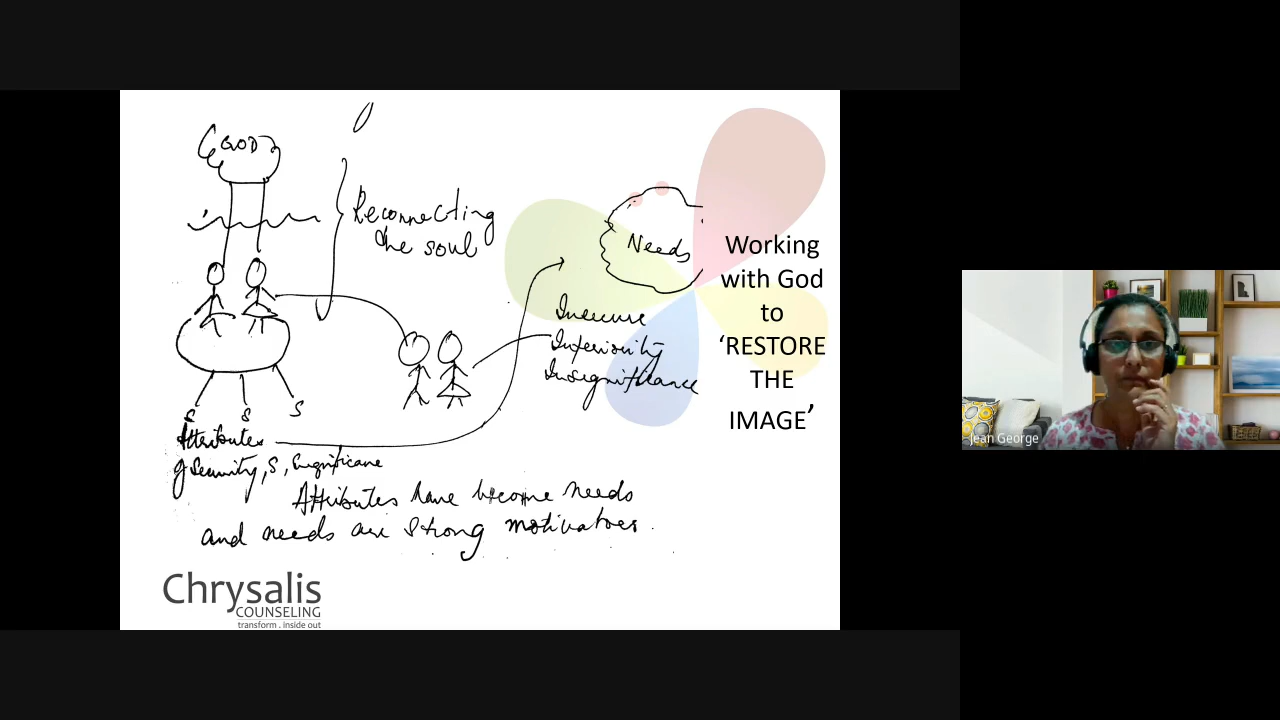 GOD
Reconnecting
the soul
Needs
Insecure
Inferiority
Insignificance
S S S
Attributes
of Security, S, Significance
Attributes have become needs
and needs are strong motivators.
Working
with God
to
‘RESTORE
THE
IMAGE’
Chrysalis
COUNSELING
transform . inside out
Jean George